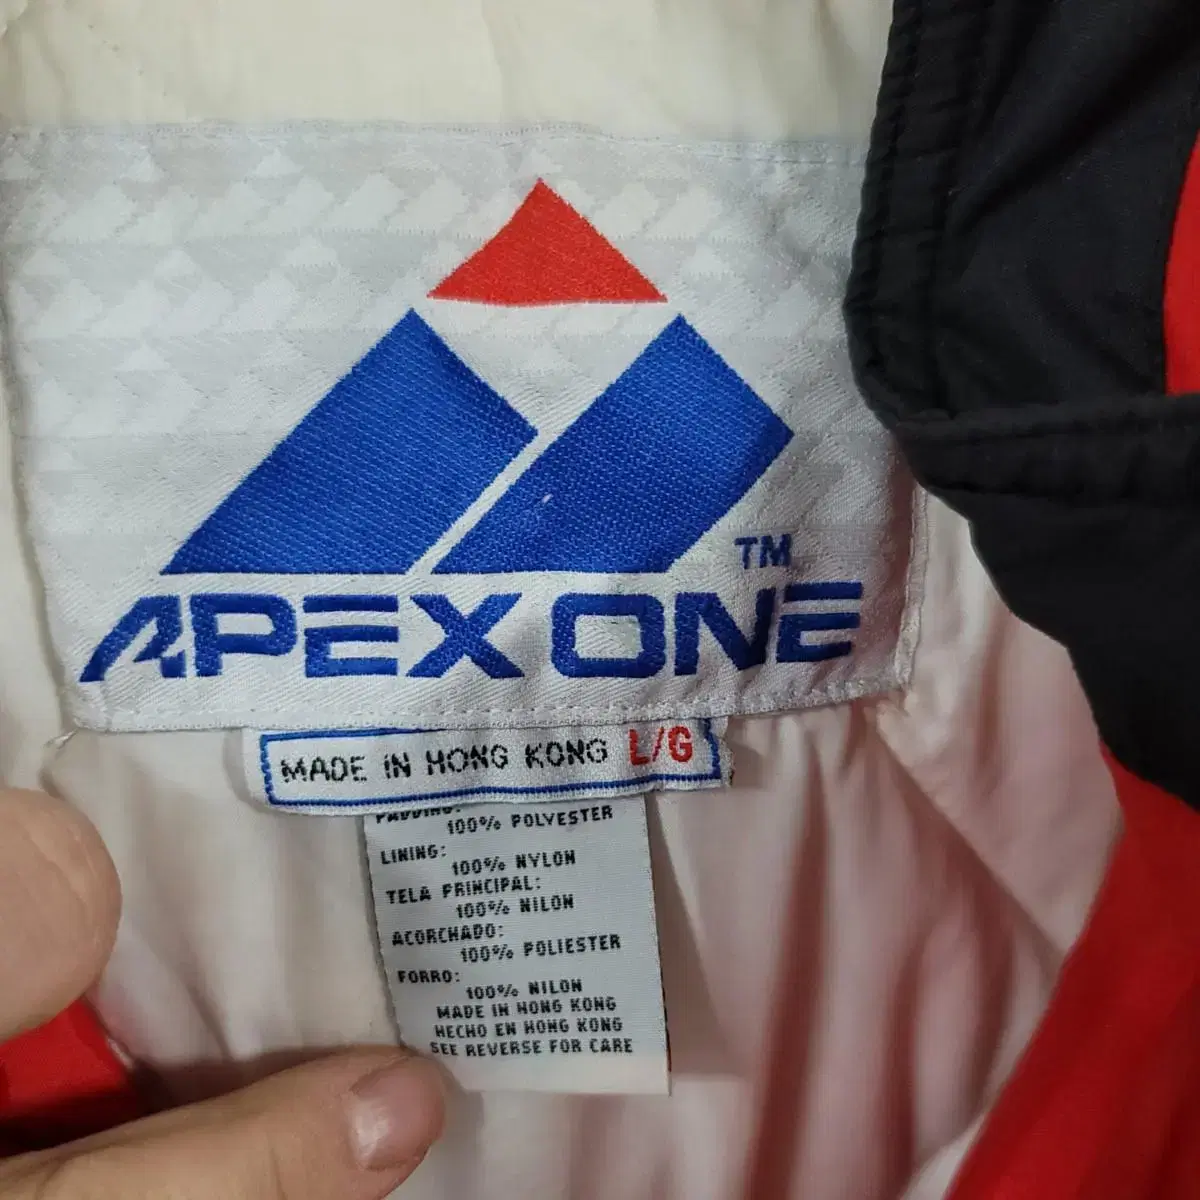 TM
APEX ONE
MADE IN HONG KONG L/G
PADDING:
100% POLYESTER
LINING:
100% NYLON
TELA PRINCIPAL:
100% NILON
ACORCHADO:
100% POLIESTER
FORRO:
100% NILON
MADE IN HONG KONG
HECHO EN HONG KONG
SEE REVERSE FOR CARE